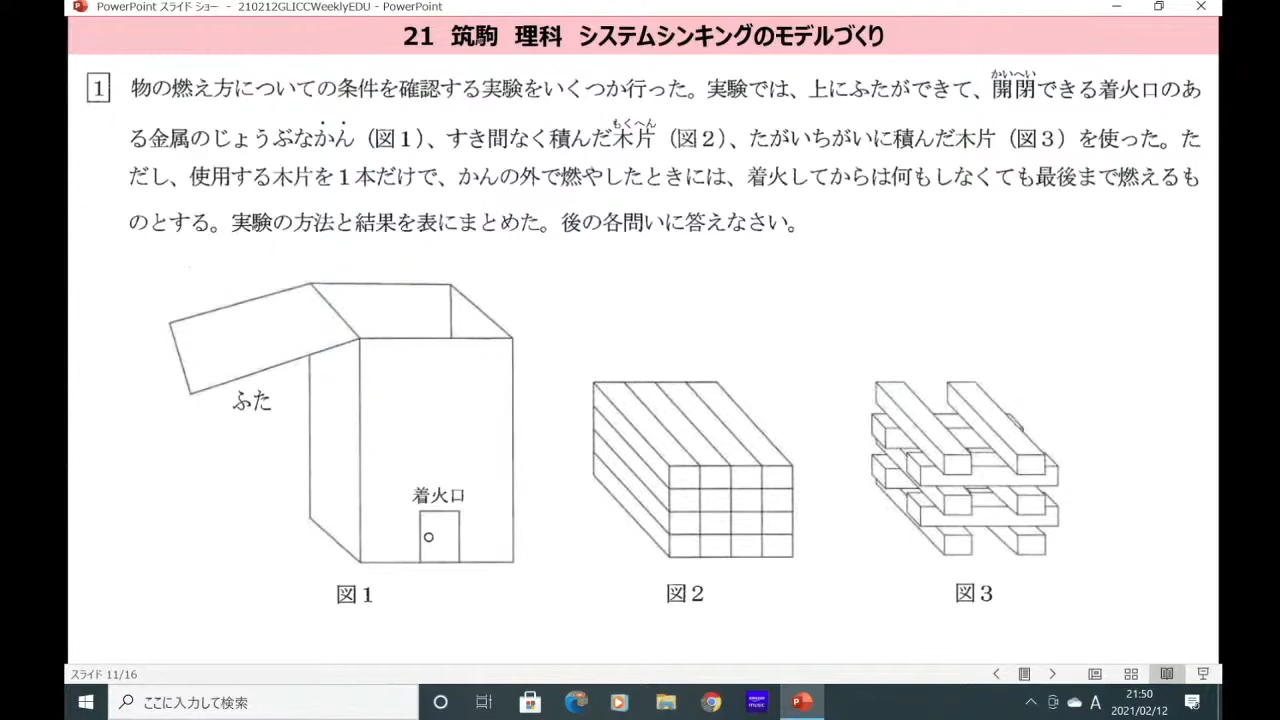 PowerPoint スライド ショー - 210212GLICCWeeklyEDU - PowerPoint
21 筑駒 理科 システムシンキングのモデルづくり
1 物の燃え方についての条件を確認する実験をいくつか行った。実験では、上にふたができて、開閉できる着火口のあ
かいへい
る金属のじょうぶなかん（図１）、すき間なく積んだ木片（図２）、たがいちがいに積んだ木片（図３）を使った。た
もくへん
だし、使用する木片を１本だけで、かんの外で燃やしたときには、着火してからは何もしなくても最後まで燃えるも
のとする。実験の方法と結果を表にまとめた。後の各問いに答えなさい。
ふた
着火口
図１
図２
図３
スライド 11/16
ここに入力して検索
amazon music
A
21:50
2021/02/12